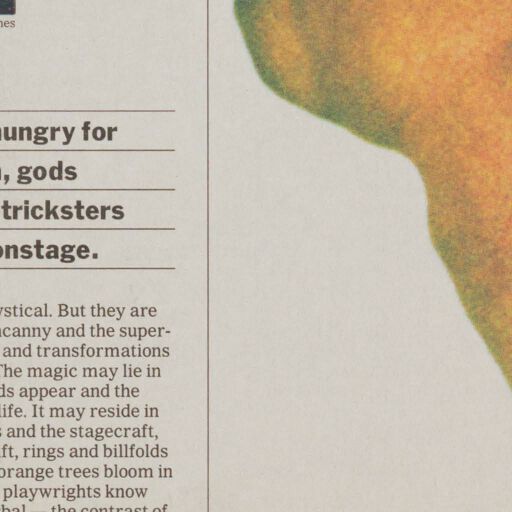 nes
hungry for
, gods
tricksters
onstage.
ystical. But they are
ncanny and the super-
and transformations
The magic may lie in
ds appear and the
life. It may reside in
s and the stagecraft,
ft, rings and billfolds
orange trees bloom in
playwrights know
bal — the contrast of